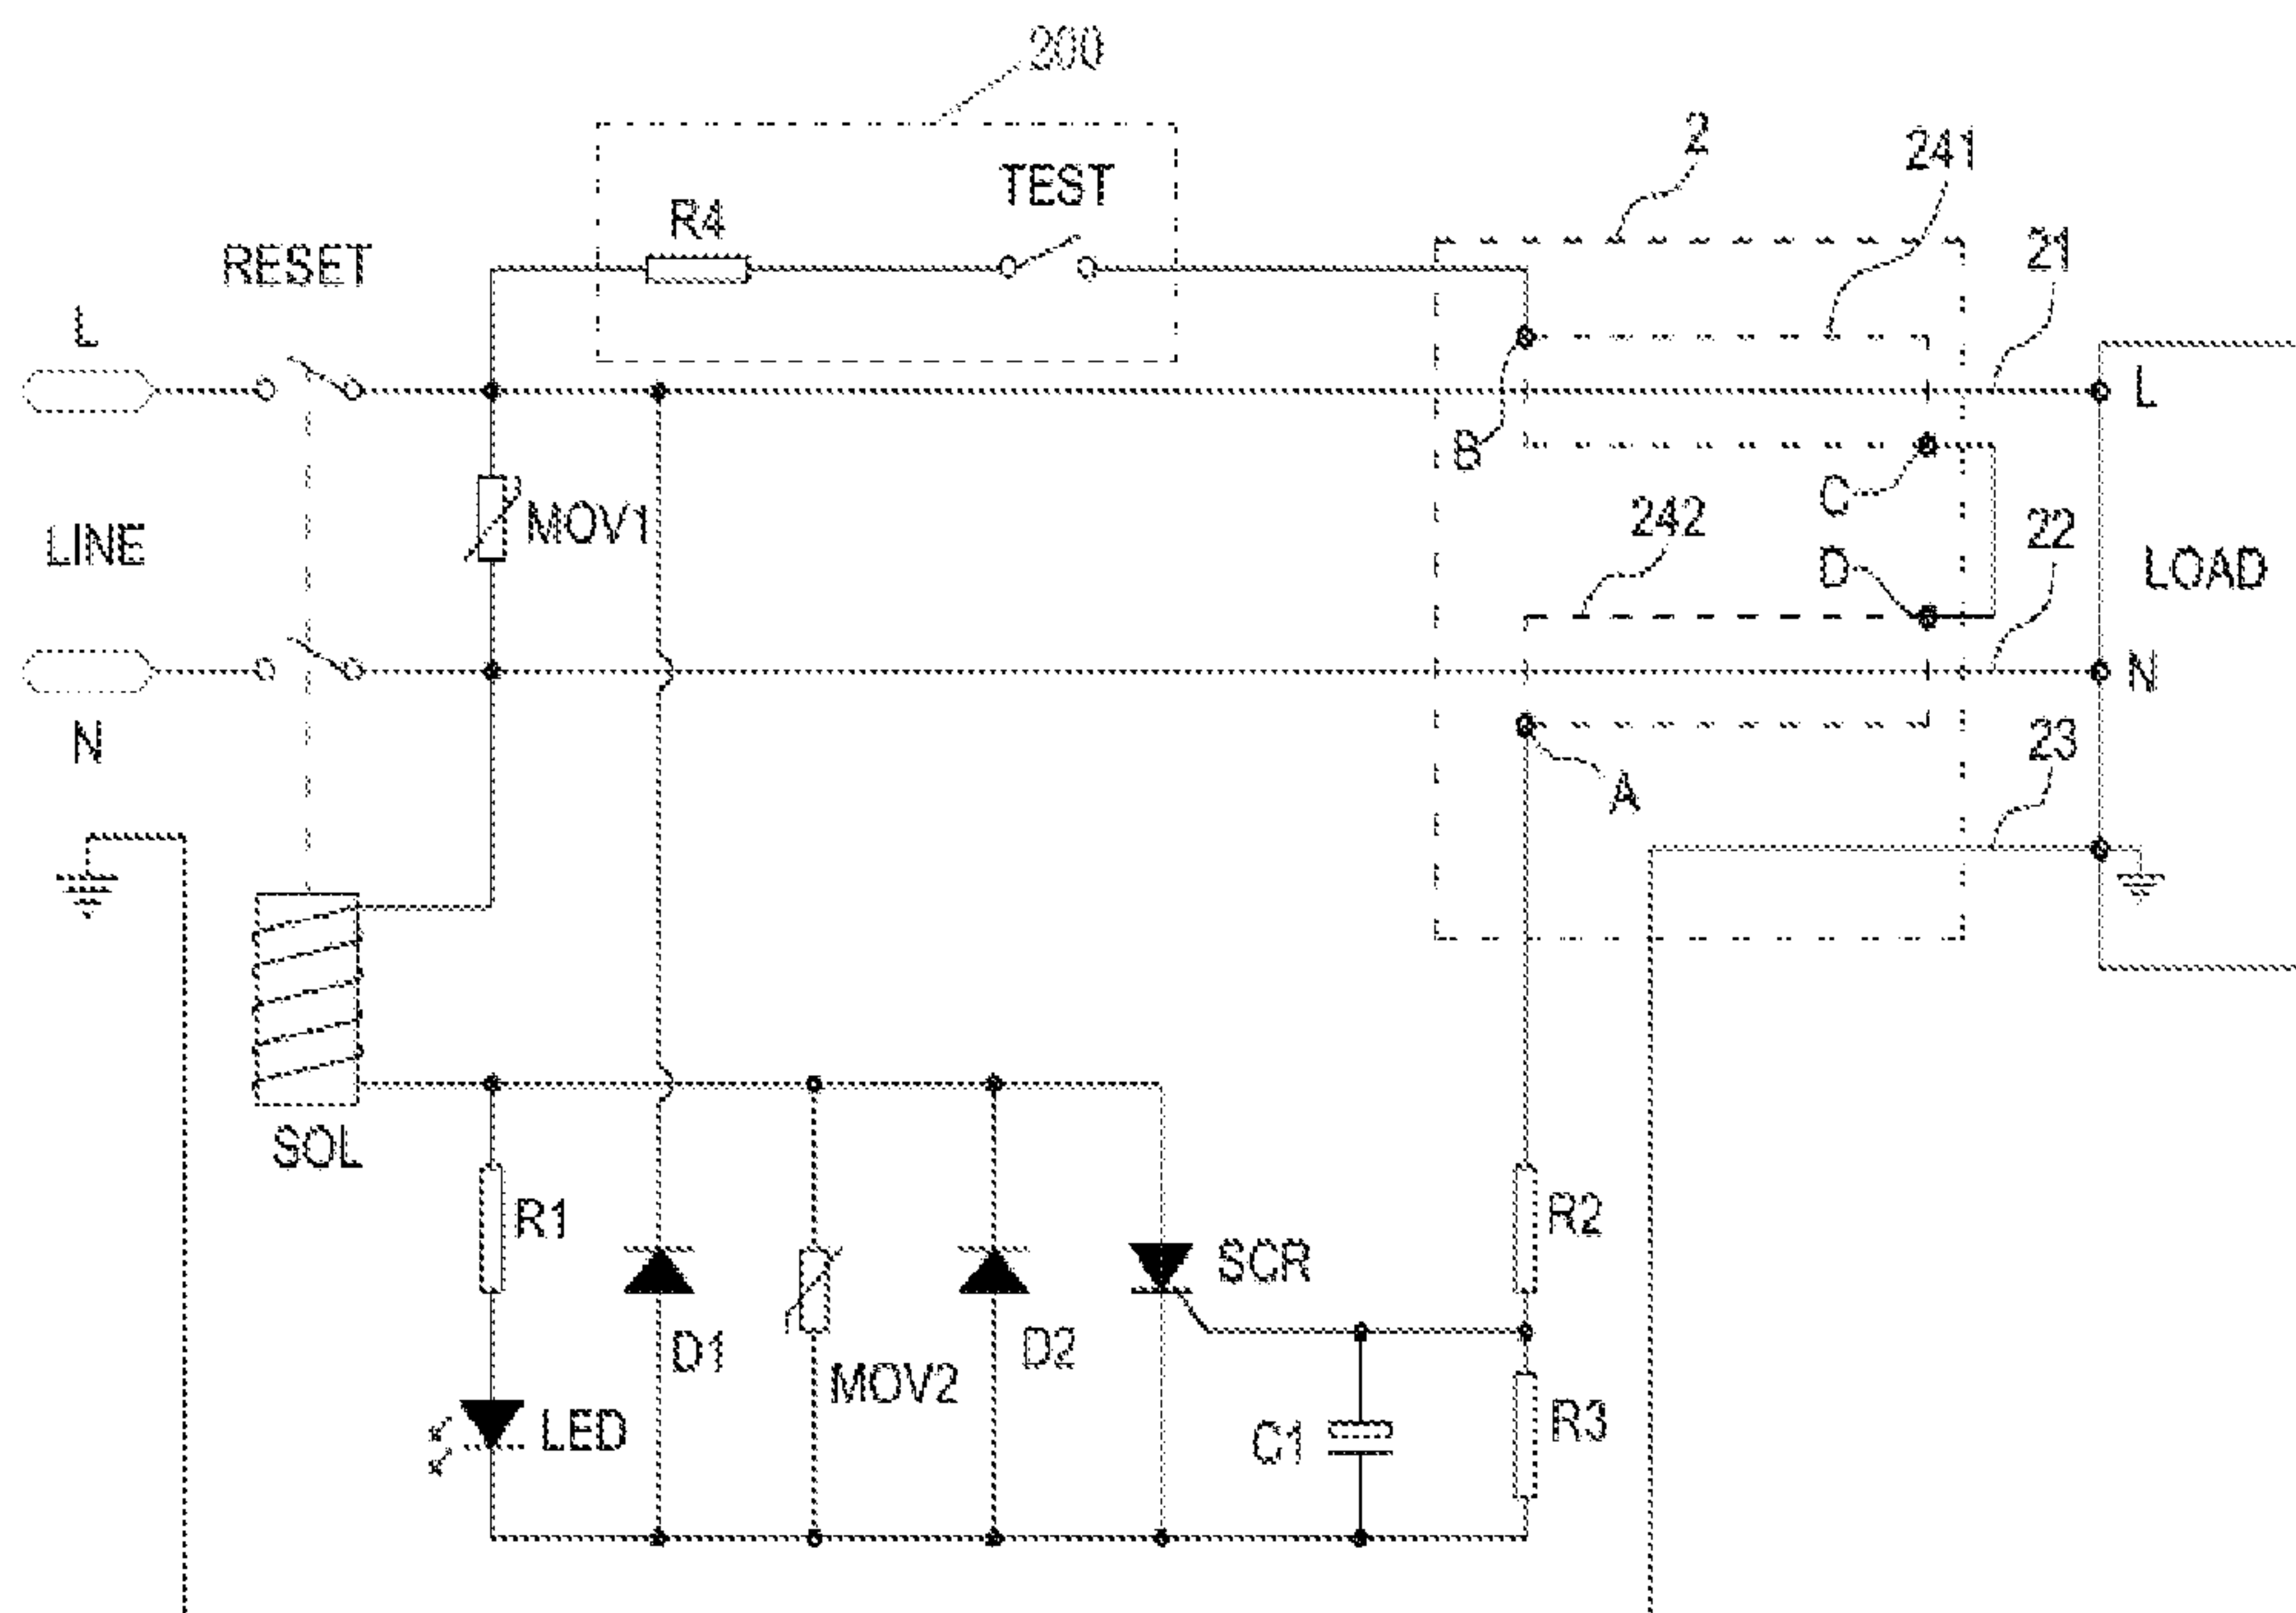 200
2
241
TEST
R4
21
RESET
L
L
B
C
242
22
MOV1
LINE
D
LOAD
N
N
23
A
SOL
R1
R2
SCR
D1
D2
MOV2
LED
C1
R3